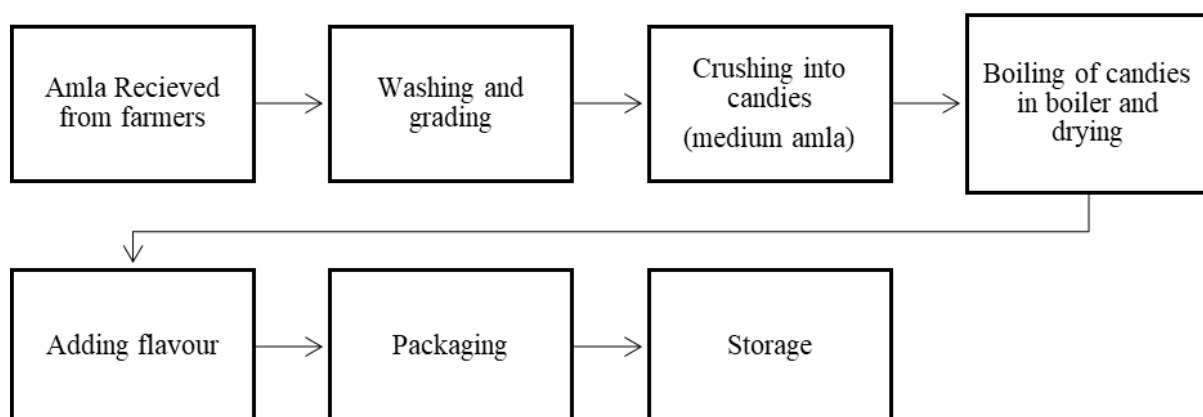 Amla Recieved
from farmers
Washing and
grading
Crushing into
candies
(medium amla)
Boiling of candies
in boiler and
drying
Adding flavour
Packaging
Storage